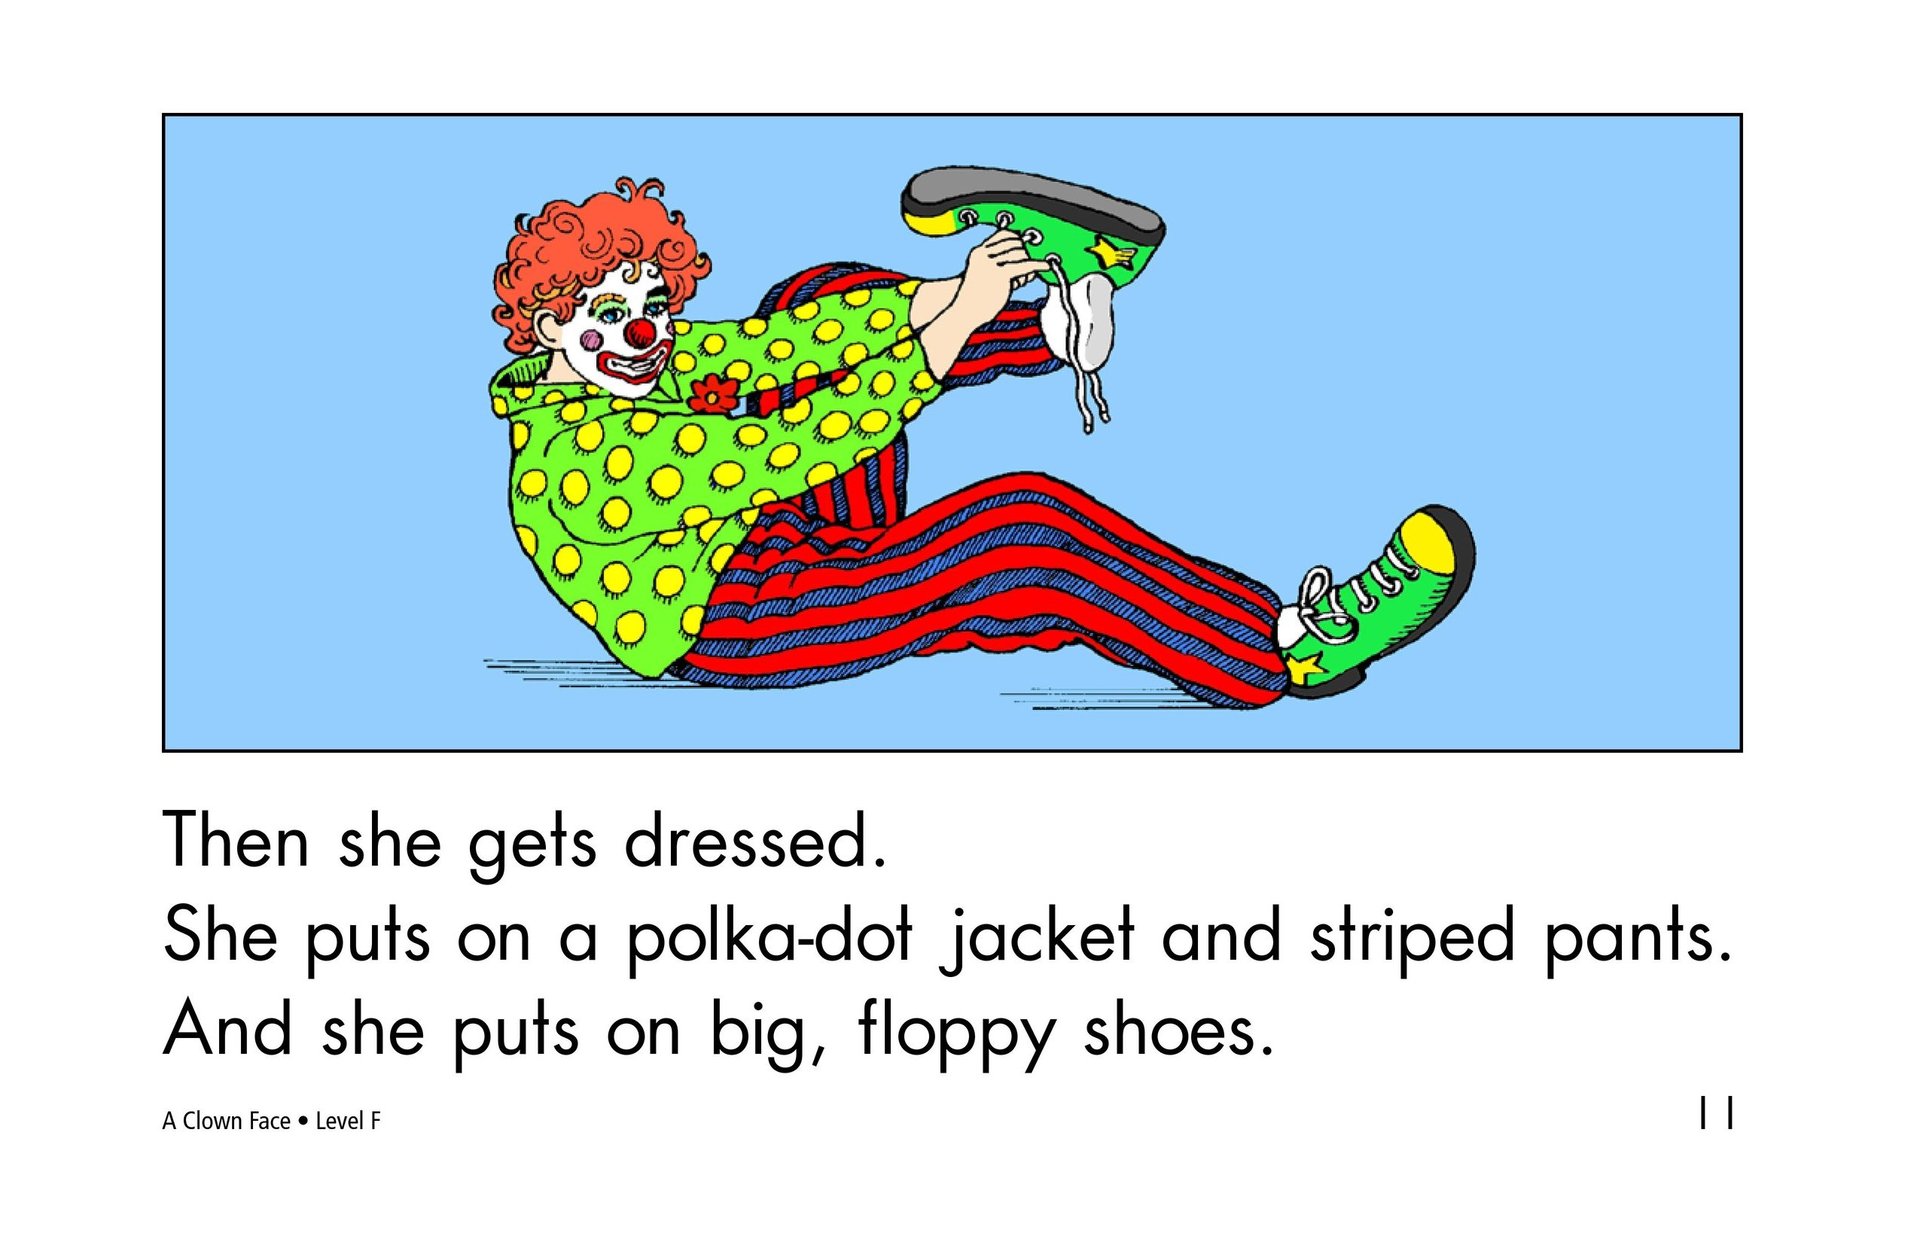 Then she gets dressed.
She puts on a polka-dot jacket and striped pants.
And she puts on big, floppy shoes.
A Clown Face • Level F
11